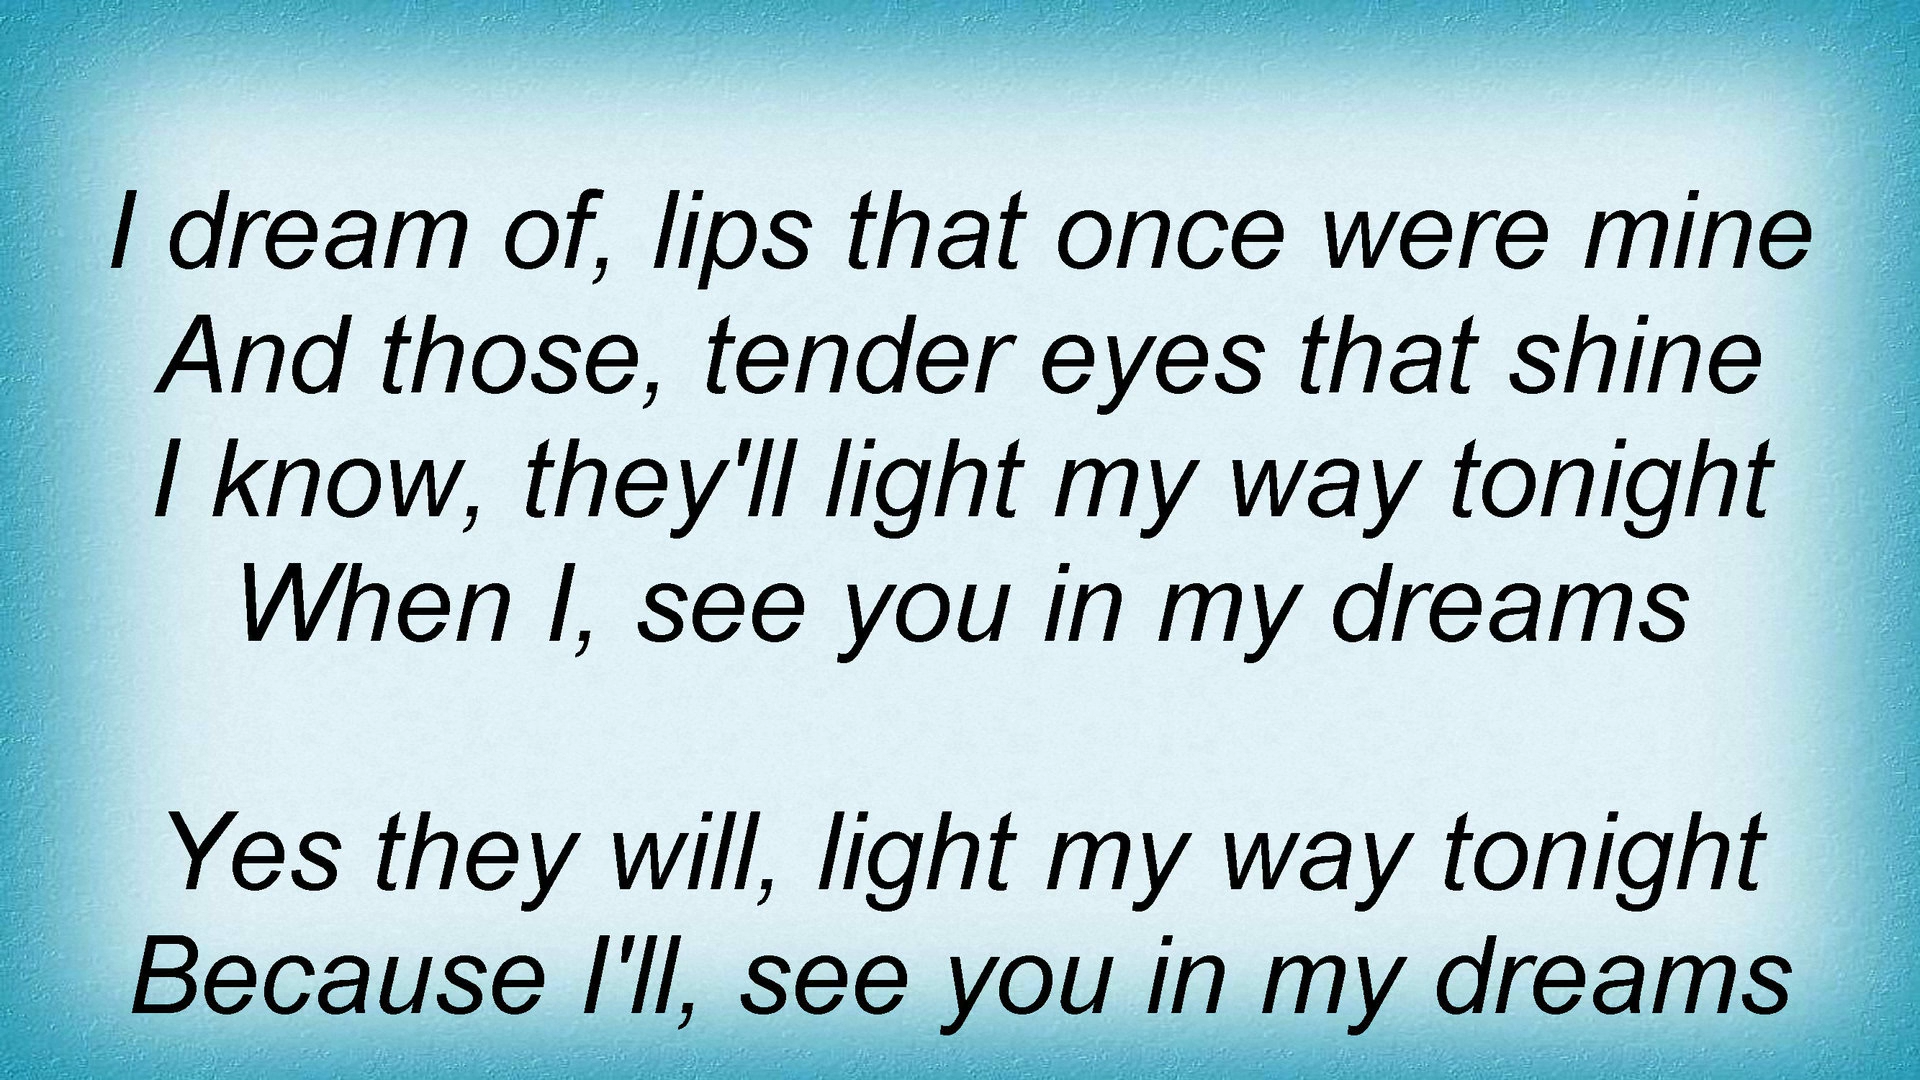 I dream of, lips that once were mine
And those, tender eyes that shine
I know, they'll light my way tonight
When I, see you in my dreams
Yes they will, light my way tonight
Because I'll, see you in my dreams